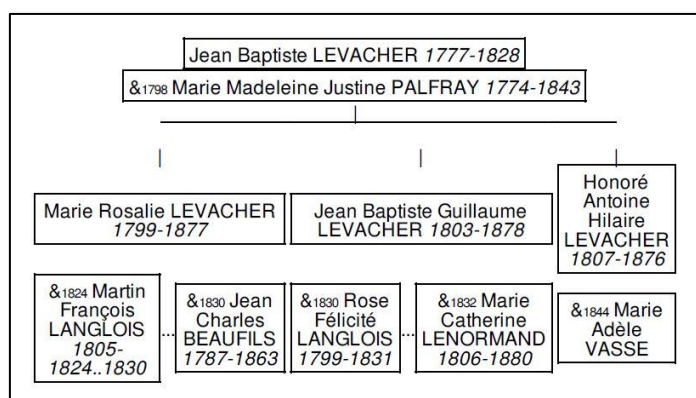 Jean Baptiste LEVACHER 1777-1828
&1798 Marie Madeleine Justine PALFRAY 1774-1843
Marie Rosalie LEVACHER
1799-1877
Jean Baptiste Guillaume
LEVACHER 1803-1878
Honoré
Antoine
Hilaire
LEVACHER
1807-1876
&1824 Martin
François
LANGLOIS
1805-
1824..1830
...
&1830 Jean
Charles
BEAUFILS
1787-1863
&1830 Rose
Félicité
LANGLOIS
1799-1831
...
&1832 Marie
Catherine
LENORMAND
1806-1880
&1844 Marie
Adèle
VASSE